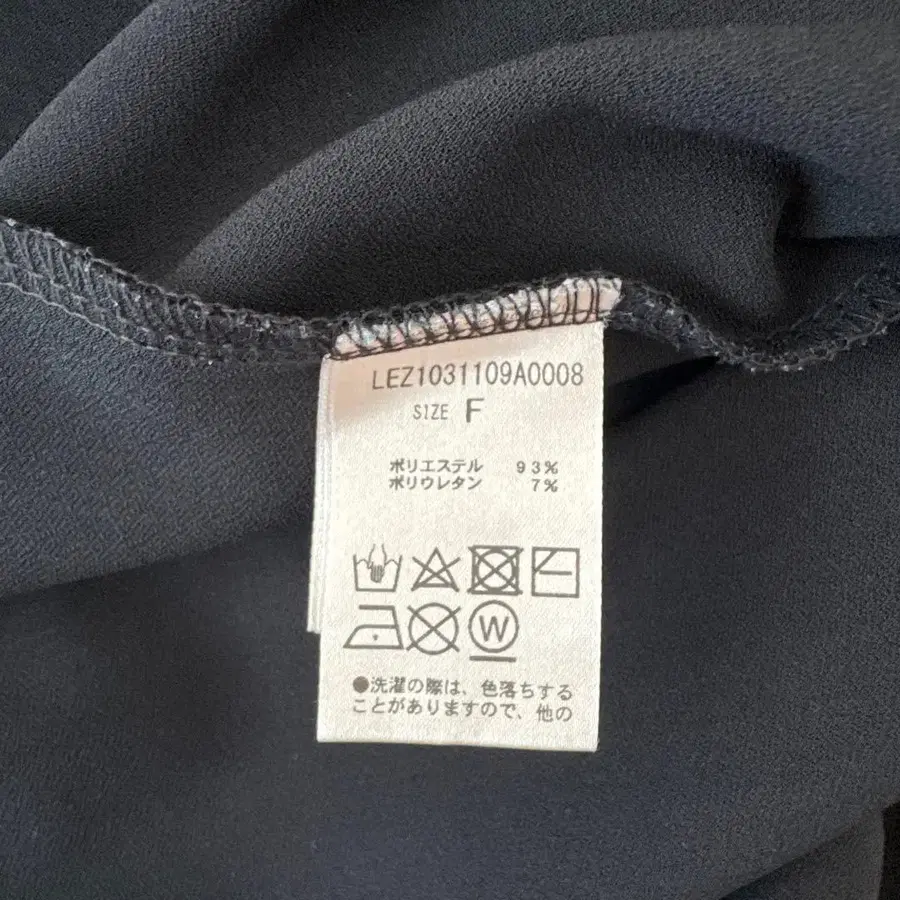 LEZ1031109A0008
SIZE F
ポリエステル 93%
ポリウレタン 7%
W
●洗濯の際は、色落ちする
ことがありますので、他の